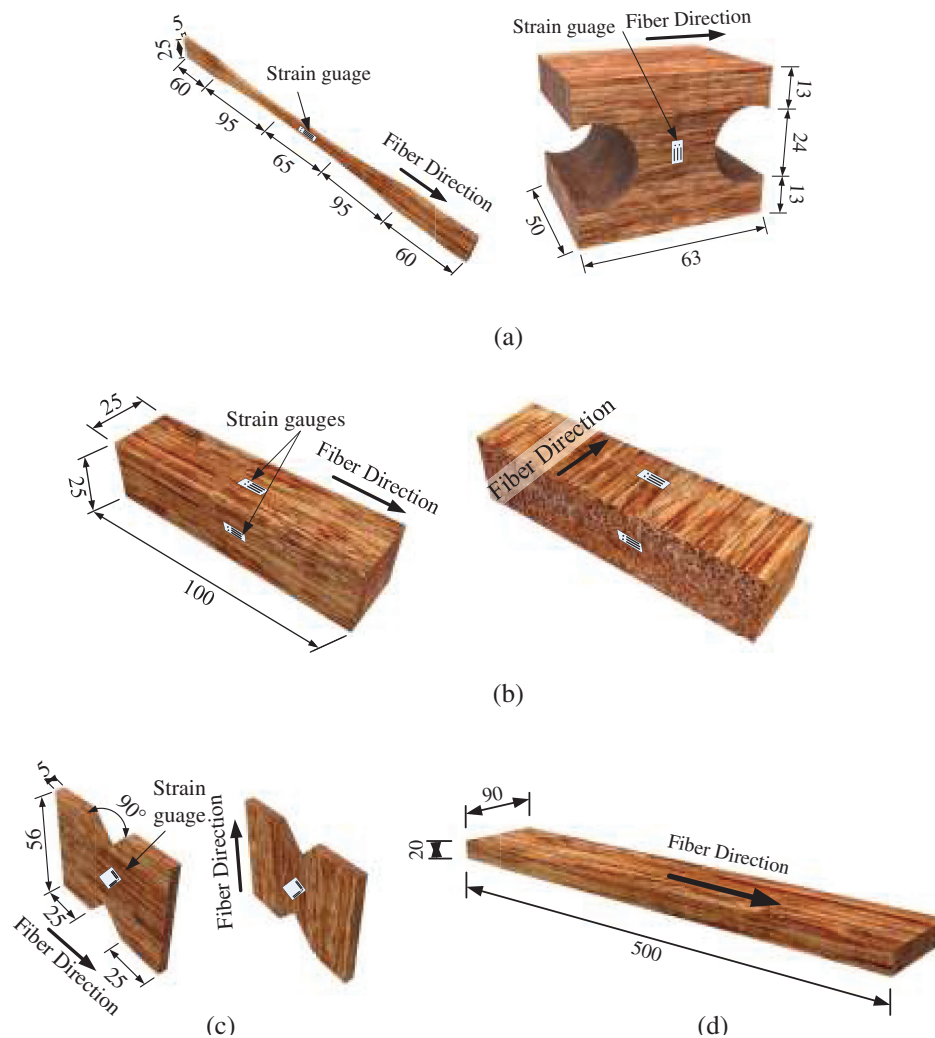 5
25
60
95
65
95
60
Strain guage
Fiber Direction
Strain guage
Fiber Direction
13
24
13
50
63
(a)
25
25
100
Strain gauges
Fiber Direction
Fiber Direction
(b)
5
56
90°
25
25
Strain
guage
Fiber Direction
Fiber Direction
(c)
90
20
500
Fiber Direction
(d)